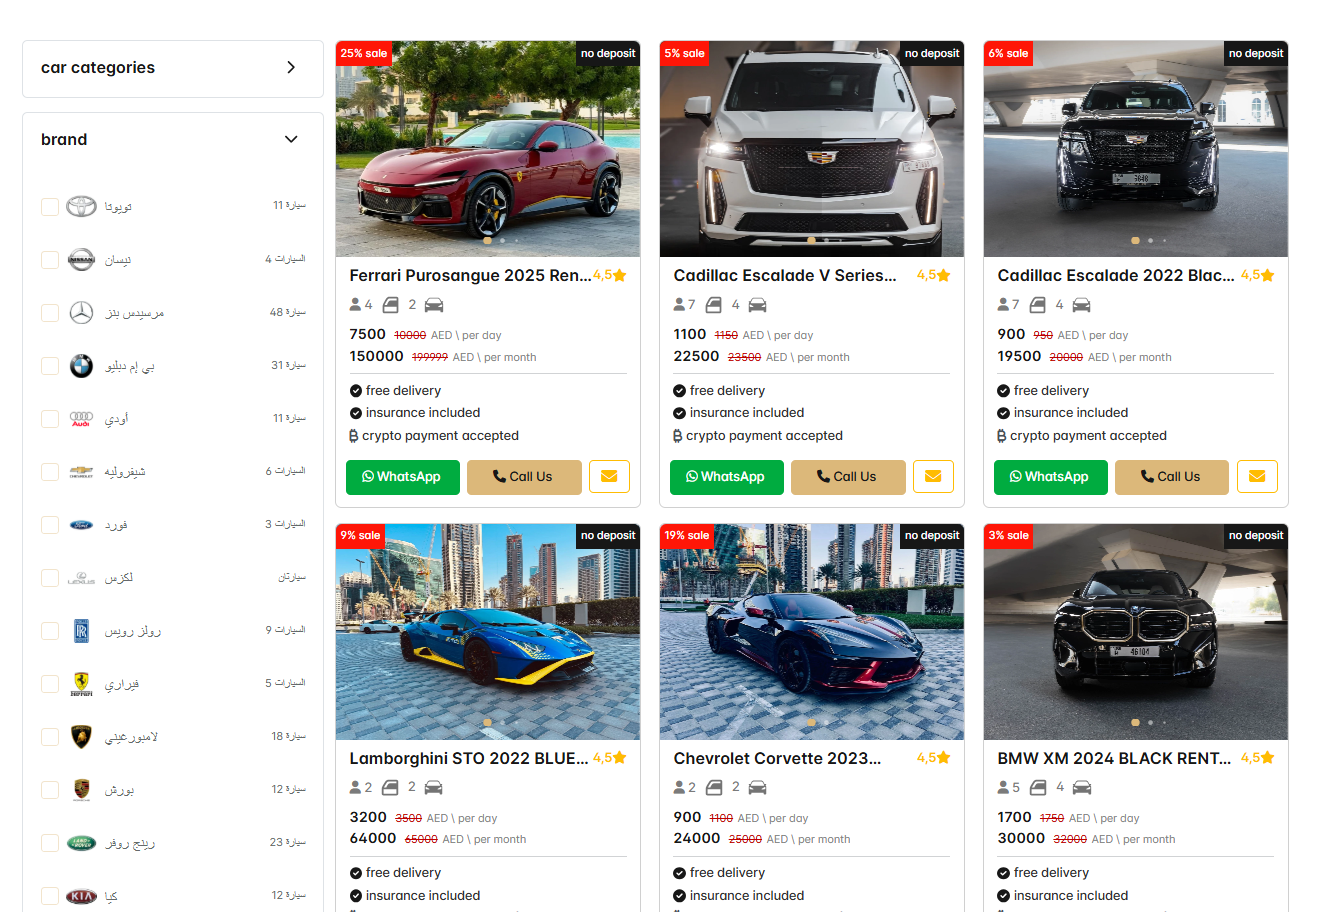 car categories
brand
تويوتا
11 سيارة
نيسان
4 السيارات
مرسيدس بنز
48 سيارة
بي إم دبليو
31 سيارة
Audi
أودي
11 سيارة
CHEVROLET
شيفروليه
6 السيارات
Ford
فورد
3 السيارات
LEXUS
لكزس
سيارتان
رولز رويس
9 السيارات
Ferrari
فيراري
5 السيارات
لامبورغيني
18 سيارة
بورش
12 سيارة
LAND ROVER
رينج روفر
23 سيارة
KIA
كيا
12 سيارة
25% sale
no deposit
Ferrari Purosangue 2025 Ren... 4,5
4 2
7500 10000 AED \ per day
150000 199999 AED \ per month
free delivery
insurance included
crypto payment accepted
WhatsApp
Call Us
5% sale
no deposit
Cadillac Escalade V Series... 4,5
7 4
1100 1150 AED \ per day
22500 23500 AED \ per month
free delivery
insurance included
crypto payment accepted
WhatsApp
Call Us
6% sale
no deposit
Cadillac Escalade 2022 Blac... 4,5
7 4
900 950 AED \ per day
19500 20000 AED \ per month
free delivery
insurance included
crypto payment accepted
WhatsApp
Call Us
9% sale
no deposit
Lamborghini STO 2022 BLUE... 4,5
2 2
3200 3500 AED \ per day
64000 65000 AED \ per month
free delivery
insurance included
19% sale
no deposit
Chevrolet Corvette 2023... 4,5
2 2
900 1100 AED \ per day
24000 25000 AED \ per month
free delivery
insurance included
3% sale
no deposit
46104
BMW XM 2024 BLACK RENT... 4,5
5 4
1700 1750 AED \ per day
30000 32000 AED \ per month
free delivery
insurance included